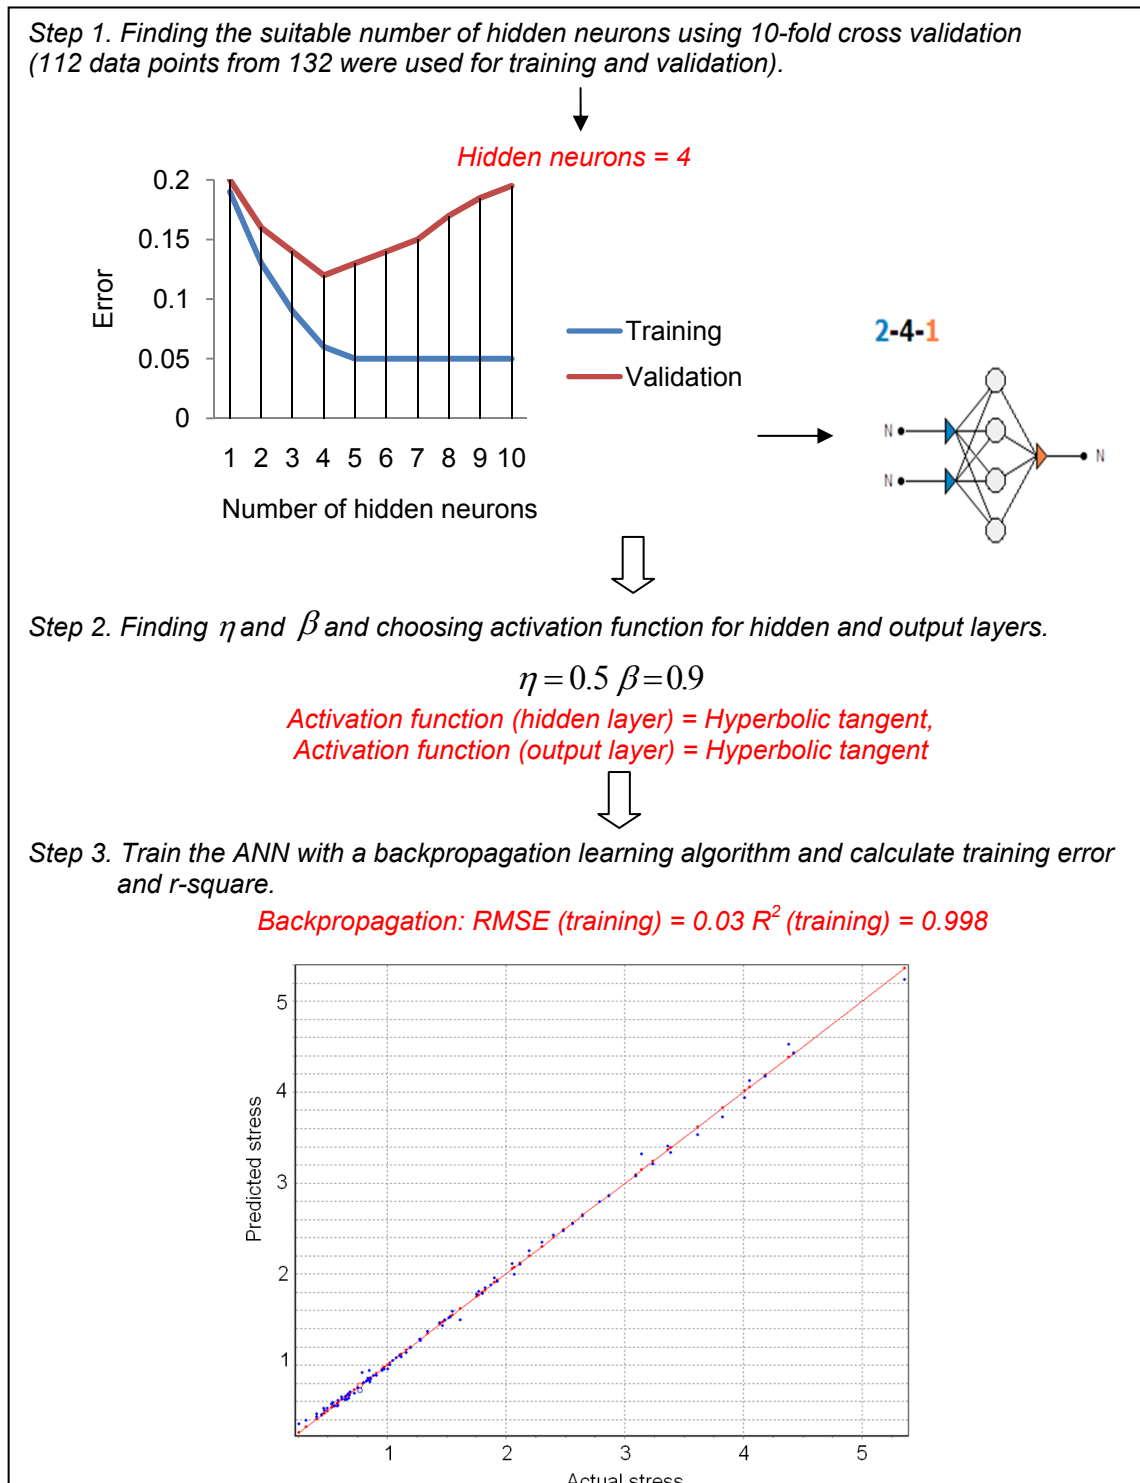 Step 1. Finding the suitable number of hidden neurons using 10-fold cross validation
(112 data points from 132 were used for training and validation).
Hidden neurons = 4
0.2
0.15
0.1
0.05
0
Error
1 2 3 4 5 6 7 8 9 10
Number of hidden neurons
Training
Validation
2-4-1
N
N
N
Step 2. Finding η and β and choosing activation function for hidden and output layers.
η = 0.5 β = 0.9
Activation function (hidden layer) = Hyperbolic tangent,
Activation function (output layer) = Hyperbolic tangent
Step 3. Train the ANN with a backpropagation learning algorithm and calculate training error
and r-square.
Backpropagation: RMSE (training) = 0.03 R² (training) = 0.998
5
4
3
2
1
Predicted stress
1 2 3 4 5
Actual stress